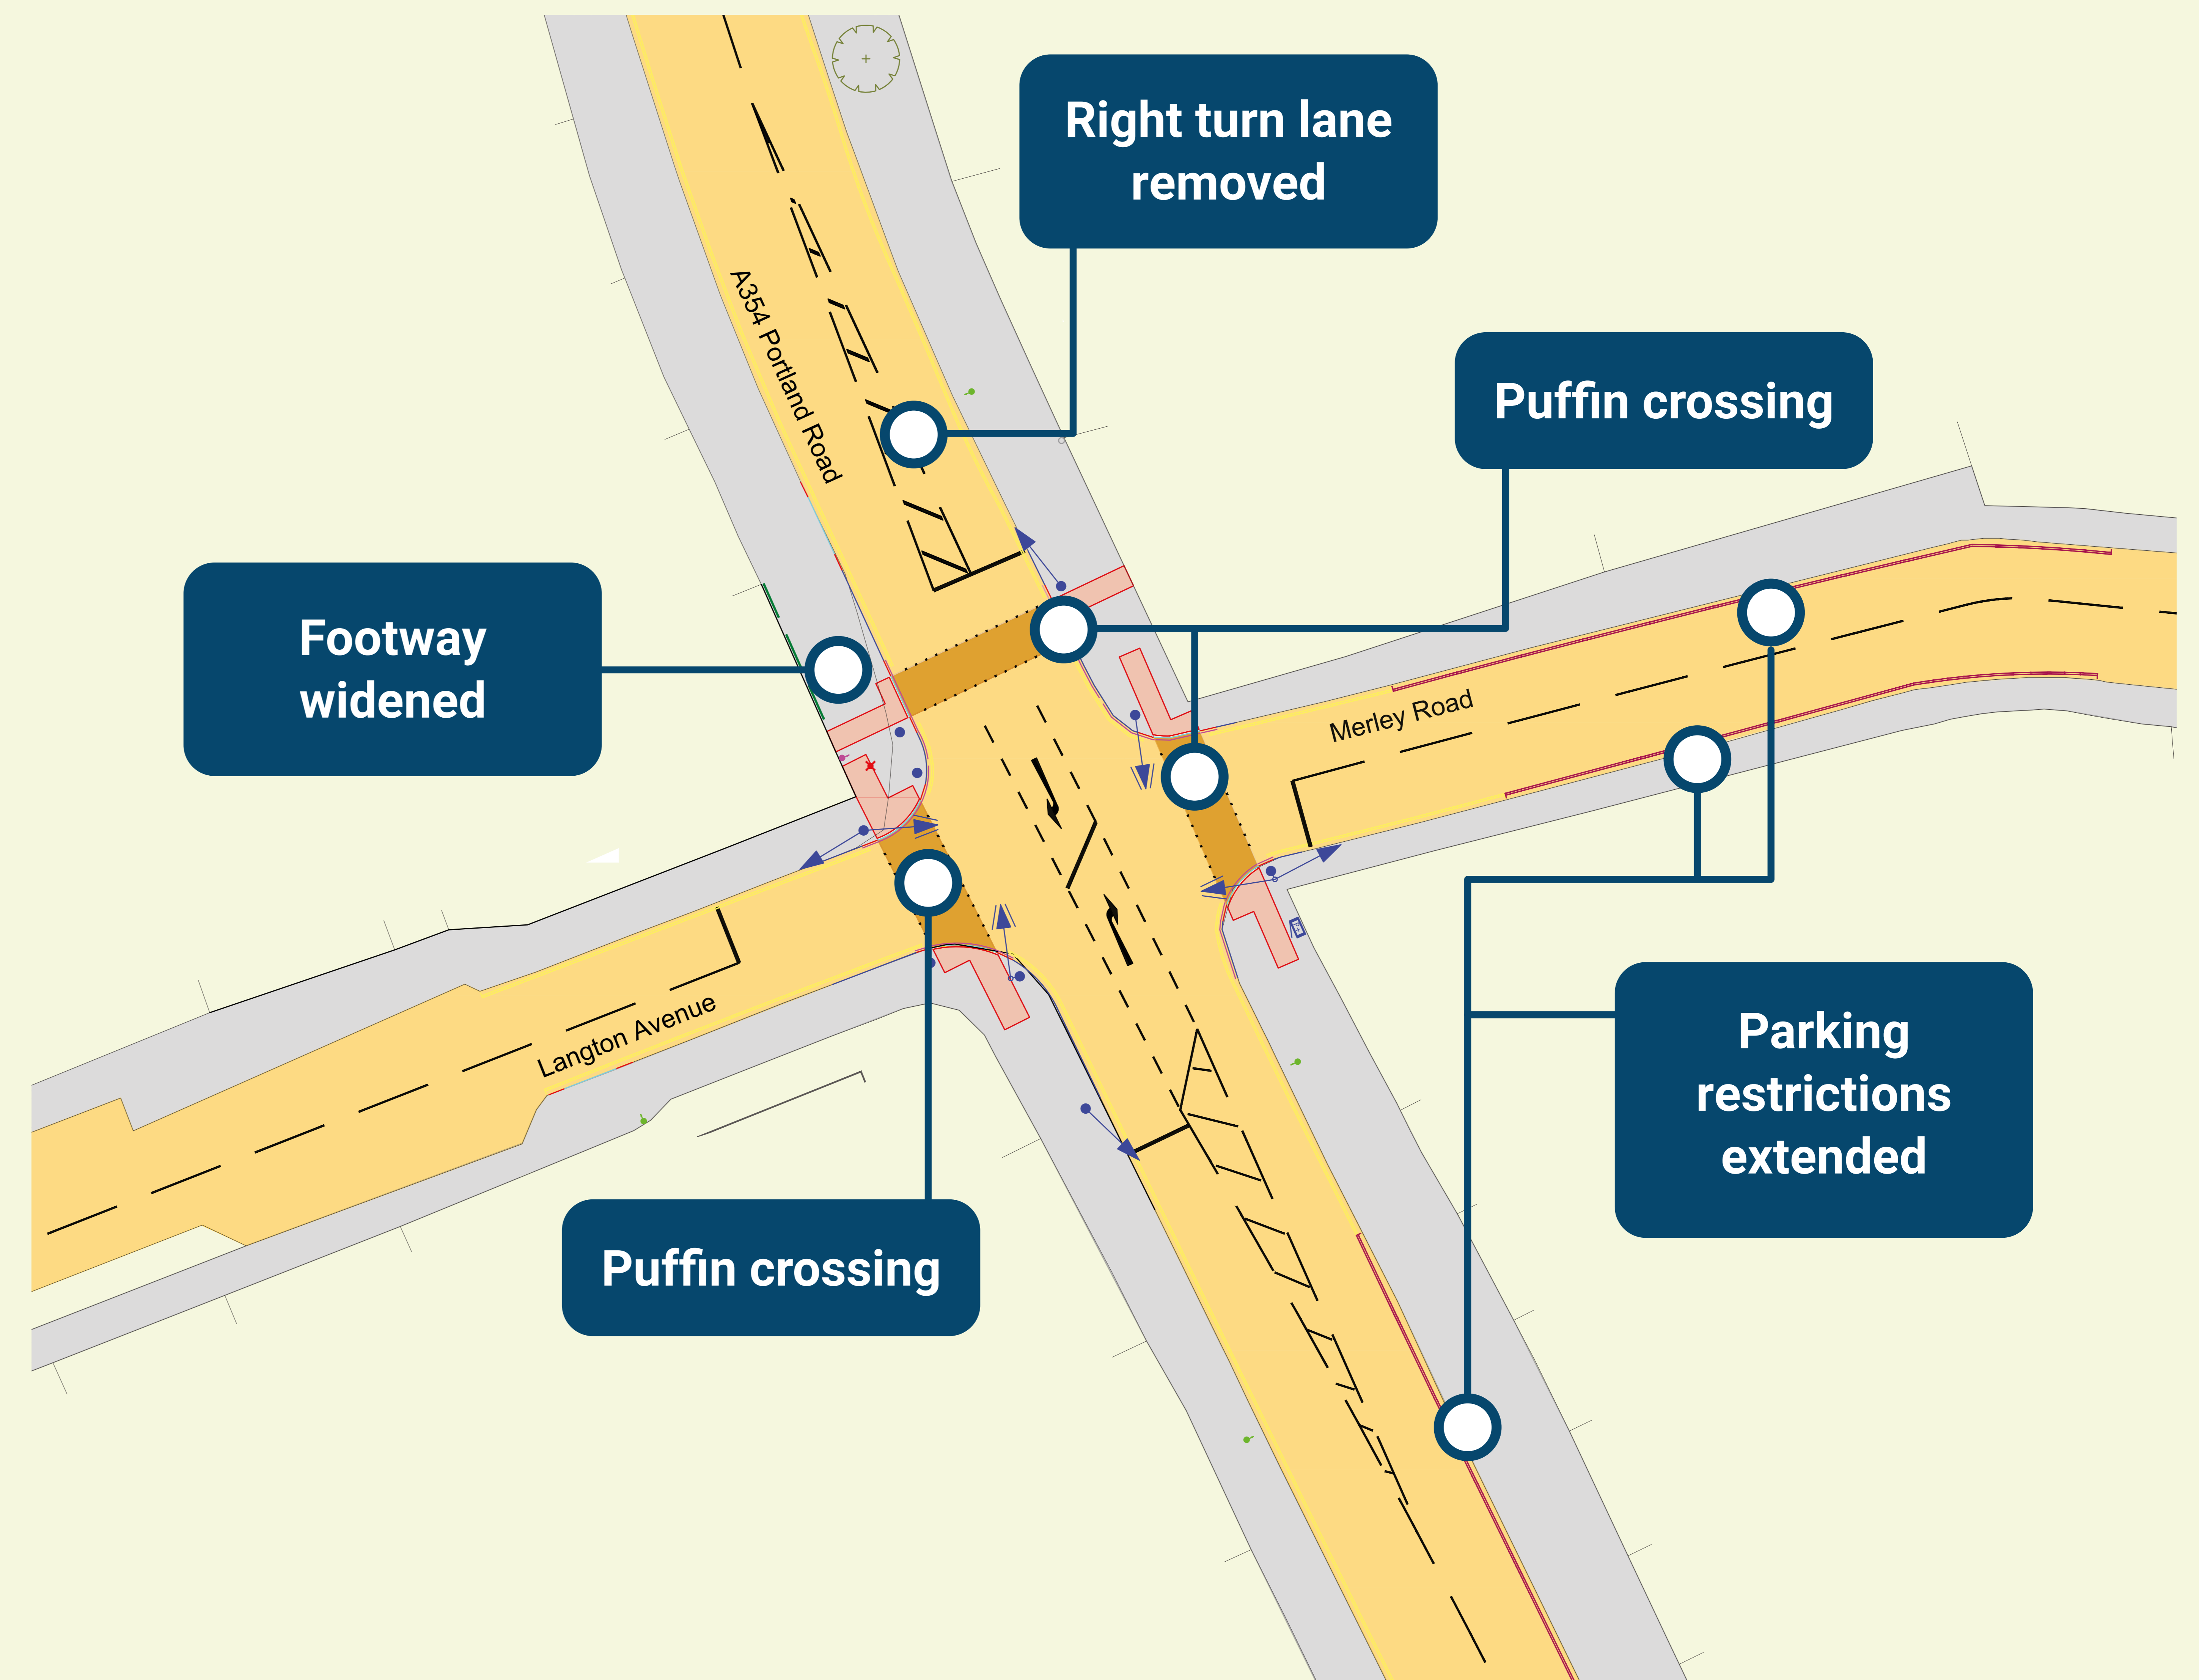 Right turn lane
removed
A354 Portland Road
Puffin crossing
Footway
widened
Merley Road
Langton Avenue
Parking
restrictions
extended
Puffin crossing